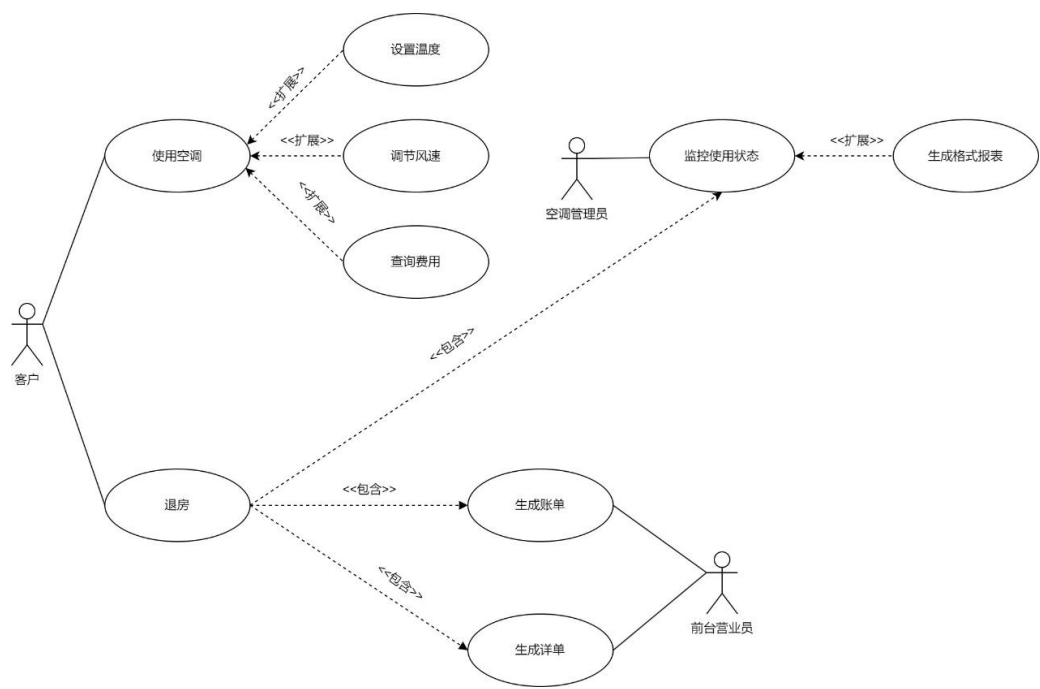 设置温度
<<扩展>>
使用空调
<<扩展>>
调节风速
<<扩展>>
查询费用
监控使用状态
<<扩展>>
生成格式报表
空调管理员
<<包含>>
客户
退房
<<包含>>
生成账单
<<包含>>
生成详单
前台营业员